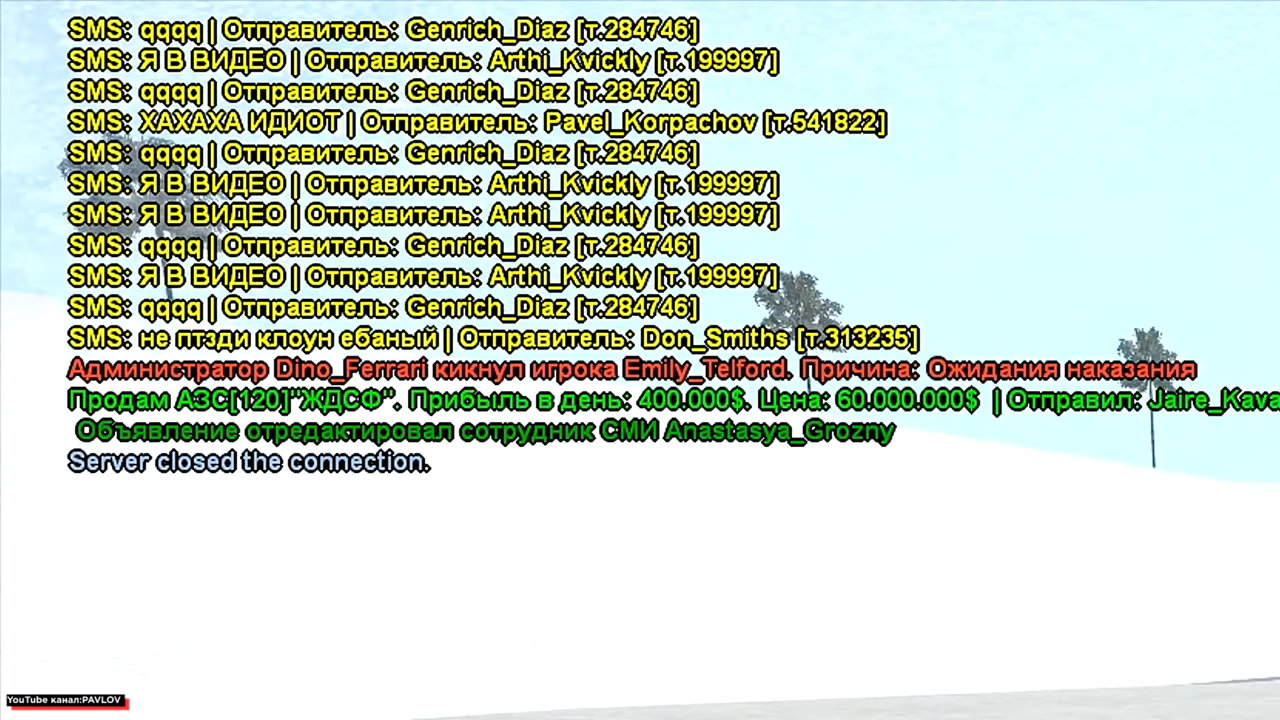 SMS: qqqq | Отправитель: Genrich_Diaz [т.284746]
SMS: Я В ВИДЕО | Отправитель: Arthi_Kvickly [т.199997]
SMS: qqqq | Отправитель: Genrich_Diaz [т.284746]
SMS: ХАХАХА ИДИОТ | Отправитель: Pavel_Korpachov [т.541822]
SMS: qqqq | Отправитель: Genrich_Diaz [т.284746]
SMS: Я В ВИДЕО | Отправитель: Arthi_Kvickly [т.199997]
SMS: Я В ВИДЕО | Отправитель: Arthi_Kvickly [т.199997]
SMS: qqqq | Отправитель: Genrich_Diaz [т.284746]
SMS: Я В ВИДЕО | Отправитель: Arthi_Kvickly [т.199997]
SMS: qqqq | Отправитель: Genrich_Diaz [т.284746]
SMS: не птзди клоун ебаный | Отправитель: Don_Smiths [т.313235]
Администратор Dino_Ferrari кикнул игрока Emily_Telford. Причина: Ожидания наказания
Продам АЗС[120]"ЖДСФ". Прибыль в день: 400.000$. Цена: 60.000.000$ | Отправил: Jaire_Kava
Объявление отредактировал сотрудник СМИ Anastasya_Grozny
Server closed the connection.
YouTube канал:PAVLOV